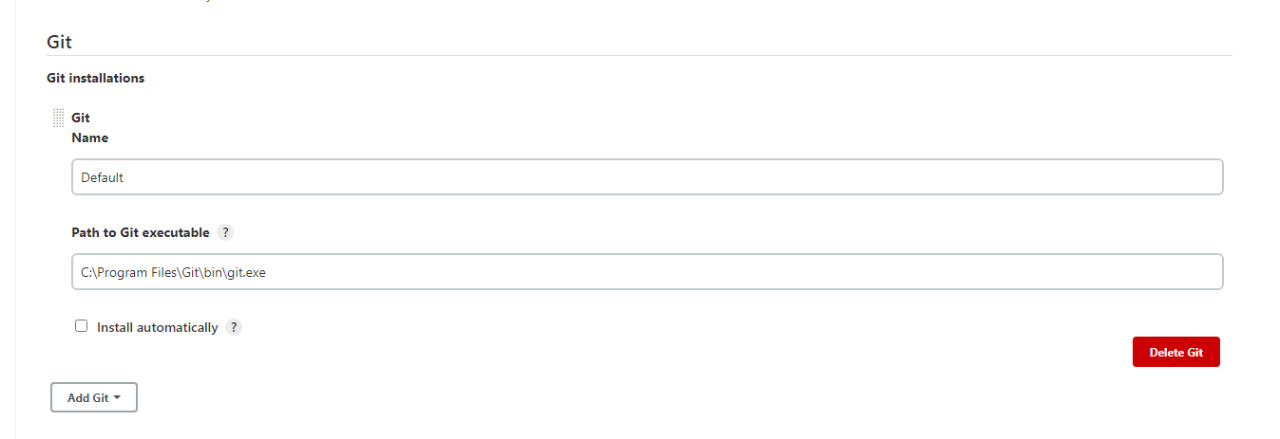 Git
Git installations
Git
Name
Default
Path to Git executable ?
C:\Program Files\Git\bin\git.exe
Install automatically ?
Delete Git
Add Git